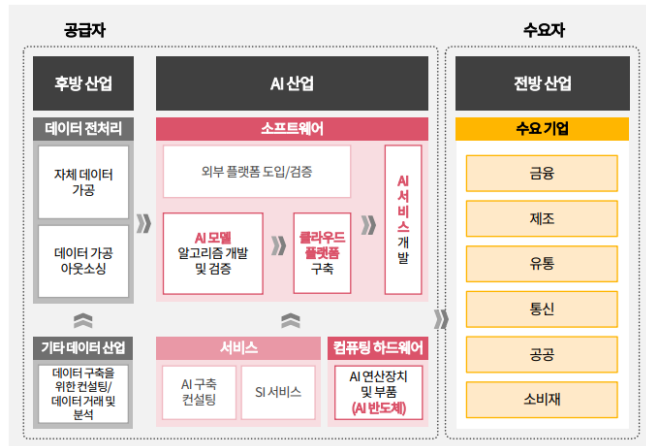 공급자
수요자
후방 산업
AI 산업
전방 산업
데이터 전처리
소프트웨어
수요 기업
자체 데이터
가공
데이터 가공
아웃소싱
외부 플랫폼 도입/검증
AI 모델
알고리즘 개발
및 검증
클라우드
플랫폼
구축
AI
서
비
스
개
발
금융
제조
유통
통신
공공
소비재
기타 데이터 산업
데이터 구축을
위한 컨설팅/
데이터 거래 및
분석
서비스
AI 구축
컨설팅
SI 서비스
컴퓨팅 하드웨어
AI 연산장치
및 부품
(AI 반도체)